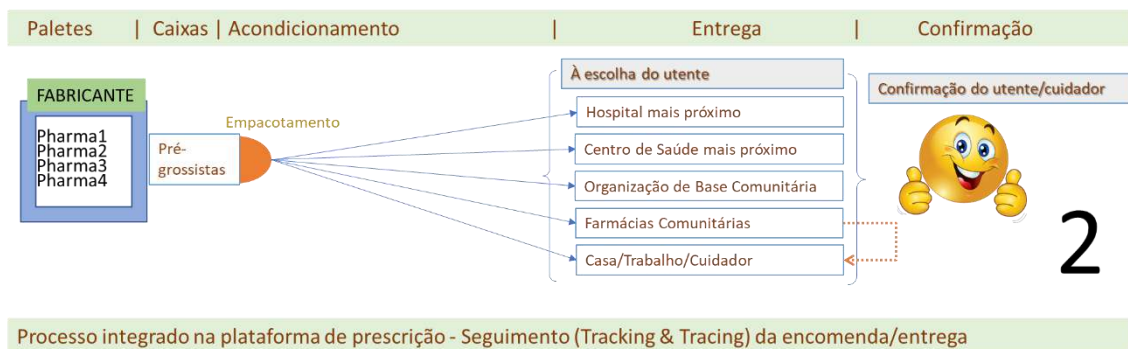 Paletes | Caixas | Acondicionamento | Entrega | Confirmação
À escolha do utente
FABRICANTE
Pharma1
Pharma2
Pharma3
Pharma4
Pré-
grossistas
Empacotamento
Hospital mais próximo
Centro de Saúde mais próximo
Organização de Base Comunitária
Farmácias Comunitárias
Casa/Trabalho/Cuidador
Confirmação do utente/cuidador
2
Processo integrado na plataforma de prescrição - Seguimento (Tracking & Tracing) da encomenda/entrega